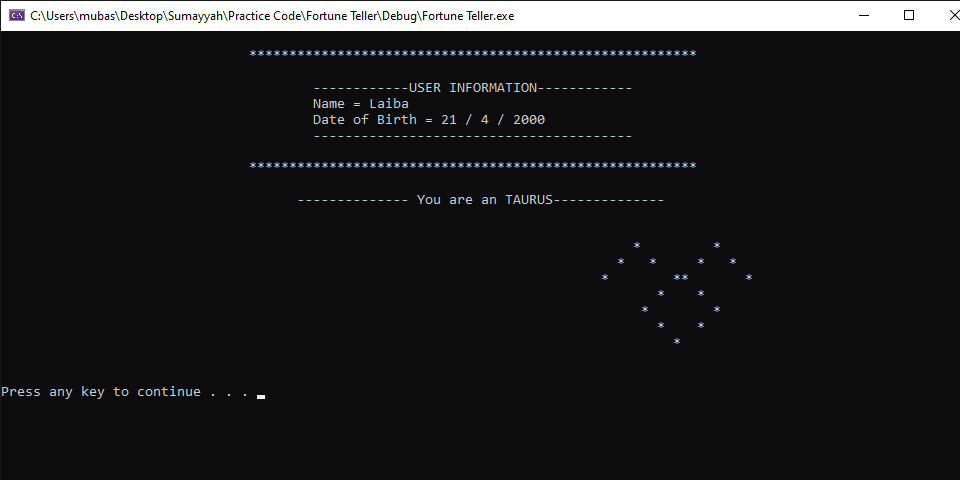 C:\Users\mubas\Desktop\Sumayyah\Practice Code\Fortune Teller\Debug\Fortune Teller.exe
********************************************************
------------USER INFORMATION------------
Name = Laiba
Date of Birth = 21 / 4 / 2000
----------------------------------------
********************************************************
-------------- You are an TAURUS--------------
* *
* * * *
* ** *
* *
* *
* *
*
Press any key to continue . . .